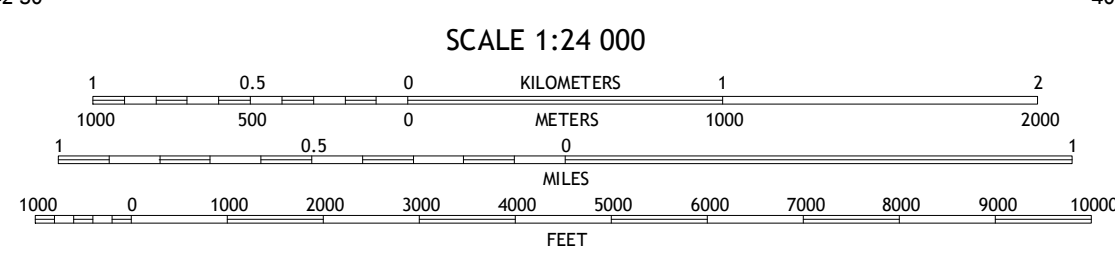 SCALE 1:24 000
1 0.5 0 KILOMETERS 1 2
1000 500 0 METERS 1000 2000
1 0.5 0 1
MILES
1000 0 1000 2000 3000 4000 5000 6000 7000 8000 9000 10000
FEET